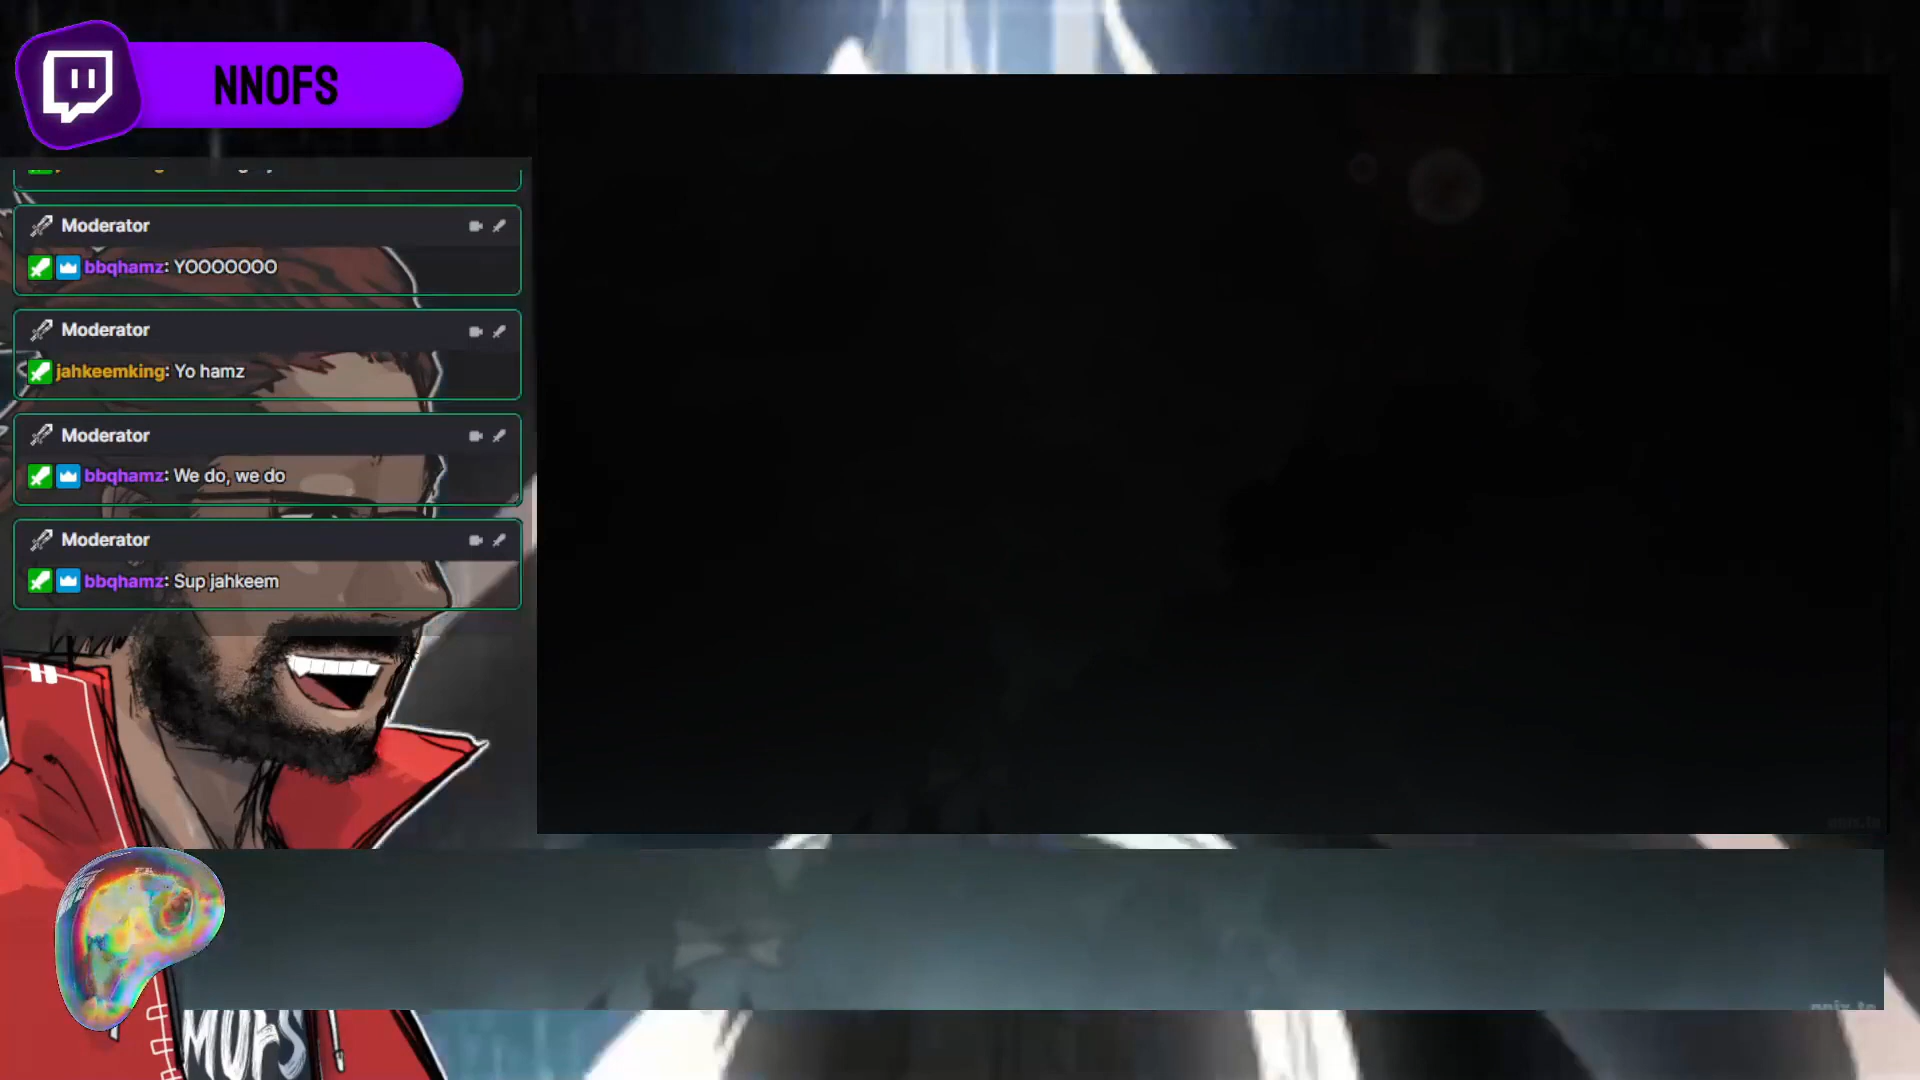 NNOFS
Moderator
bbqhamz: YOOOOOOO
Moderator
jahkeemking: Yo hamz
Moderator
bbqhamz: We do, we do
Moderator
bbqhamz: Sup jahkeem